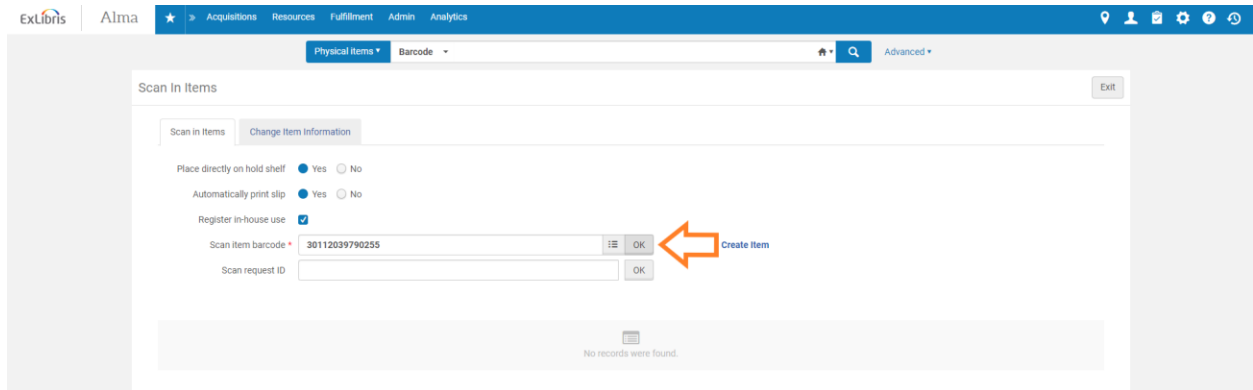 ExLibris Alma » Acquisitions Resources Fulfillment Admin Analytics
Physical items Barcode Advanced
Scan In Items Exit
Scan in Items Change Item Information
Place directly on hold shelf Yes No
Automatically print slip Yes No
Register in-house use
Scan item barcode * 30112039790255 OK Create Item
Scan request ID OK
No records were found.